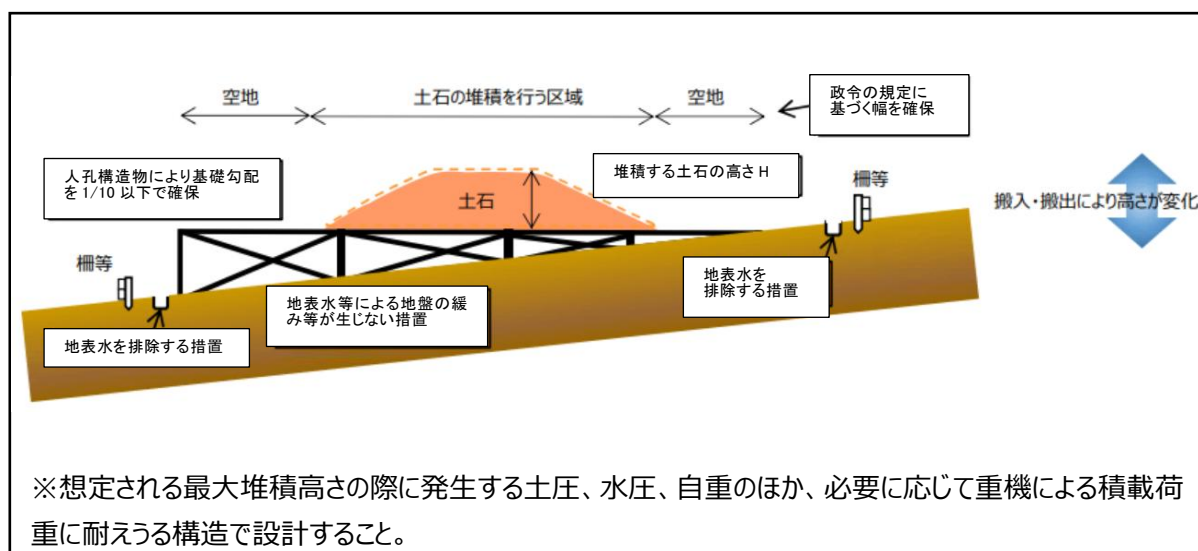 空地
土石の堆積を行う区域
空地
政令の規定に
基づく幅を確保
人孔構造物により基礎勾配
を1/10 以下で確保
堆積する土石の高さ H
柵等
土石
搬入・搬出により高さが変化
柵等
地表水等による地盤の緩
み等が生じない措置
地表水を
排除する措置
地表水を排除する措置
※想定される最大堆積高さの際に発生する土圧、水圧、自重のほか、必要に応じて重機による積載荷
重に耐えうる構造で設計すること。